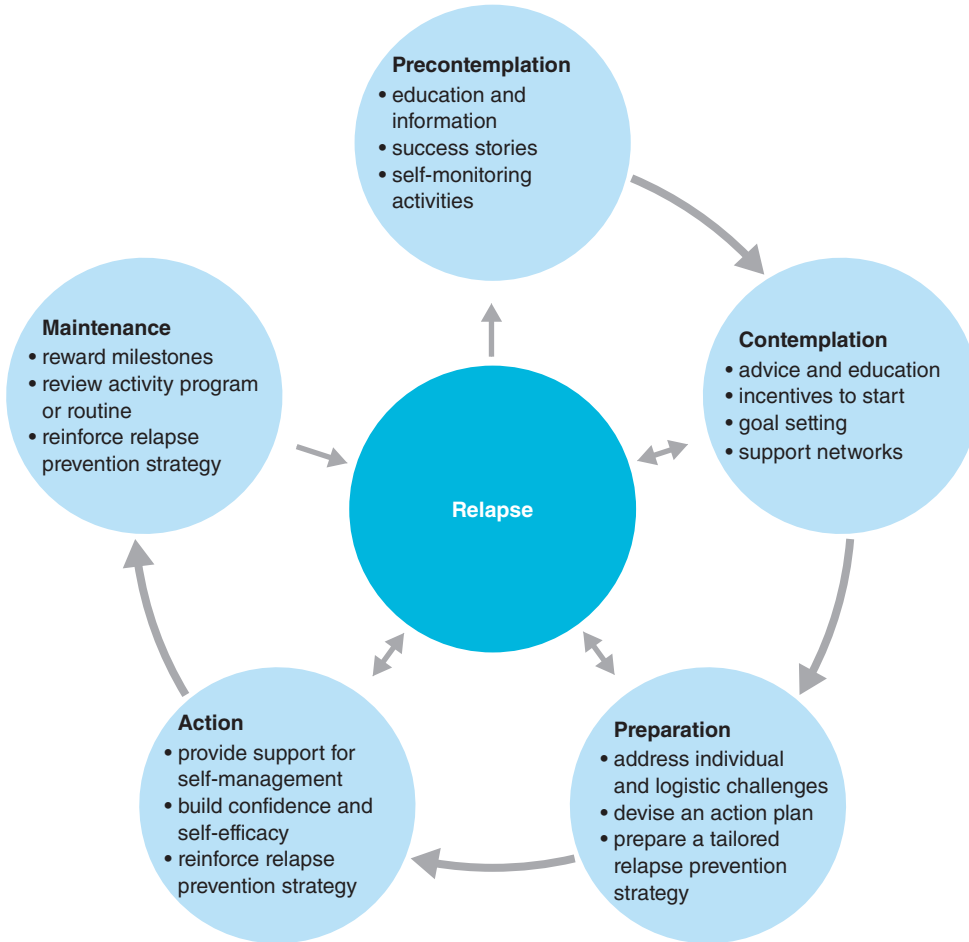 Precontemplation
• education and
information
• success stories
• self-monitoring
activities
Contemplation
• advice and education
• incentives to start
• goal setting
• support networks
Preparation
• address individual
and logistic challenges
• devise an action plan
• prepare a tailored
relapse prevention
strategy
Action
• provide support for
self-management
• build confidence and
self-efficacy
• reinforce relapse
prevention strategy
Maintenance
• reward milestones
• review activity program
or routine
• reinforce relapse
prevention strategy
Relapse